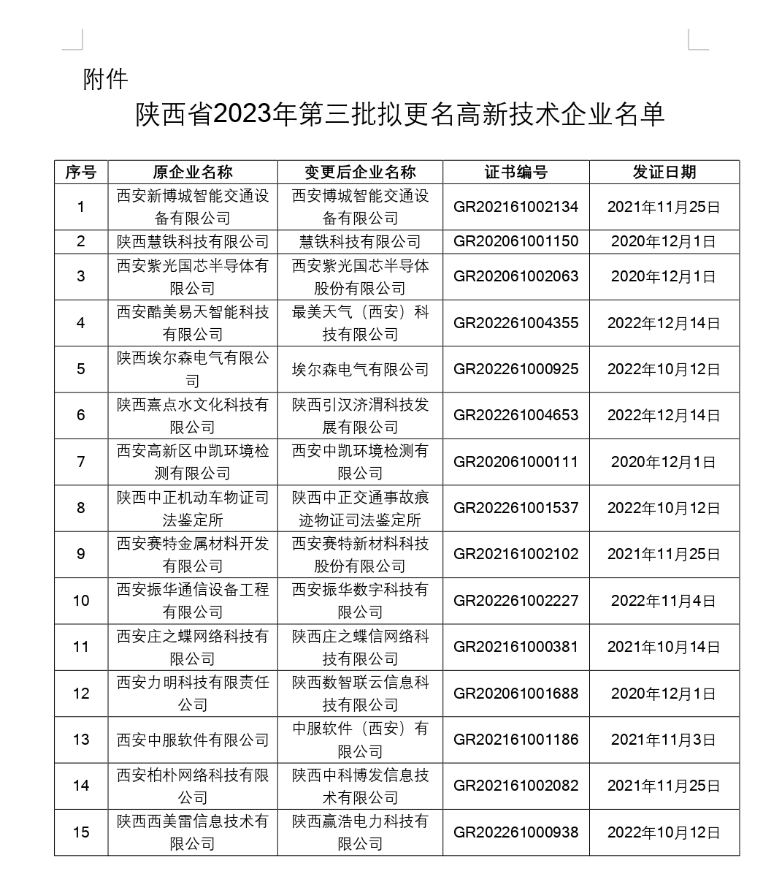 附件
陕西省2023年第三批拟更名高新技术企业名单
序号 原企业名称 变更后企业名称 证书编号 发证日期
1 西安新博城智能交通设备有限公司 西安博城智能交通设备有限公司 GR202161002134 2021年11月25日
2 陕西慧铁科技有限公司 慧铁科技有限公司 GR202061001150 2020年12月1日
3 西安紫光国芯半导体有限公司 西安紫光国芯半导体股份有限公司 GR202061002063 2020年12月1日
4 西安酷美易天智能科技有限公司 最美天气（西安）科技有限公司 GR202261004355 2022年12月14日
5 陕西埃尔森电气有限公司 埃尔森电气有限公司 GR202261000925 2022年10月12日
6 陕西熹点水文化科技有限公司 陕西引汉济渭科技发展有限公司 GR202261004653 2022年12月14日
7 西安高新区中凯环境检测有限公司 西安中凯环境检测有限公司 GR202061000111 2020年12月1日
8 陕西中正机动车物证司法鉴定所 陕西中正交通事故痕迹物证司法鉴定所 GR202261001537 2022年10月12日
9 西安赛特金属材料开发有限公司 西安赛特新材料科技股份有限公司 GR202161002102 2021年11月25日
10 西安振华通信设备工程有限公司 西安振华数字科技有限公司 GR202261002227 2022年11月4日
11 西安庄之蝶网络科技有限公司 陕西庄之蝶信网络科技有限公司 GR202161000381 2021年10月14日
12 西安力明科技有限责任公司 陕西数智联云信息科技有限公司 GR202061001688 2020年12月1日
13 西安中服软件有限公司 中服软件（西安）有限公司 GR202161001186 2021年11月3日
14 西安柏朴网络科技有限公司 陕西中科博发信息技术有限公司 GR202161002082 2021年11月25日
15 陕西西美雷信息技术有限公司 陕西赢浩电力科技有限公司 GR202261000938 2022年10月12日